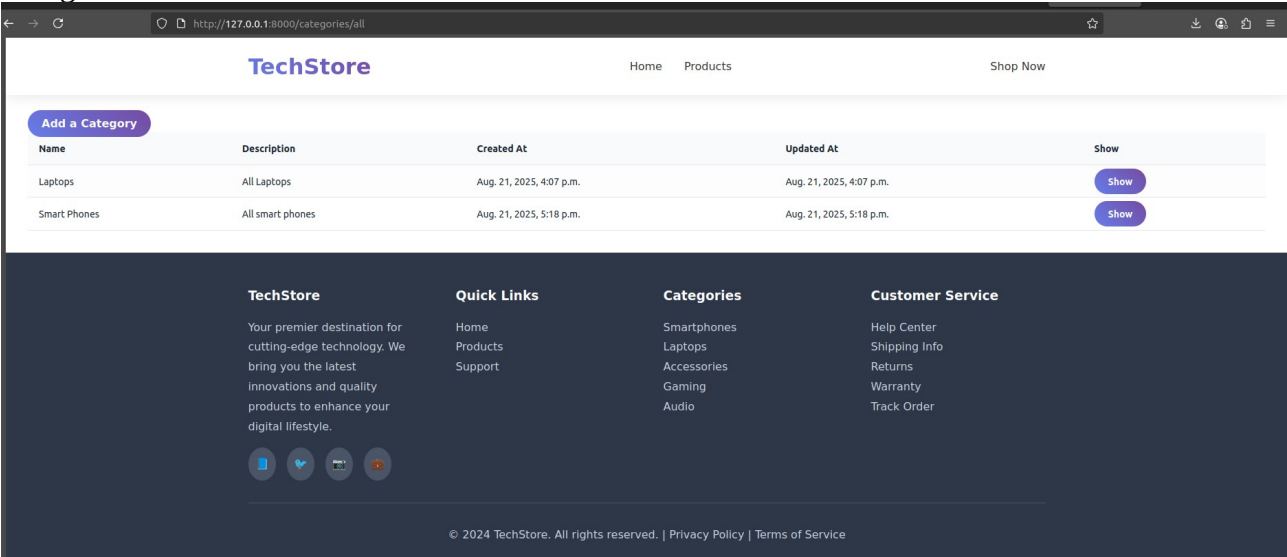 http://127.0.0.1:8000/categories/all
TechStore Home Products Shop Now
Add a Category
Name Description Created At Updated At Show
Laptops All Laptops Aug. 21, 2025, 4:07 p.m. Aug. 21, 2025, 4:07 p.m. Show
Smart Phones All smart phones Aug. 21, 2025, 5:18 p.m. Aug. 21, 2025, 5:18 p.m. Show
TechStore
Your premier destination for
cutting-edge technology. We
bring you the latest
innovations and quality
products to enhance your
digital lifestyle.
Quick Links
Home
Products
Support
Categories
Smartphones
Laptops
Accessories
Gaming
Audio
Customer Service
Help Center
Shipping Info
Returns
Warranty
Track Order
© 2024 TechStore. All rights reserved. | Privacy Policy | Terms of Service